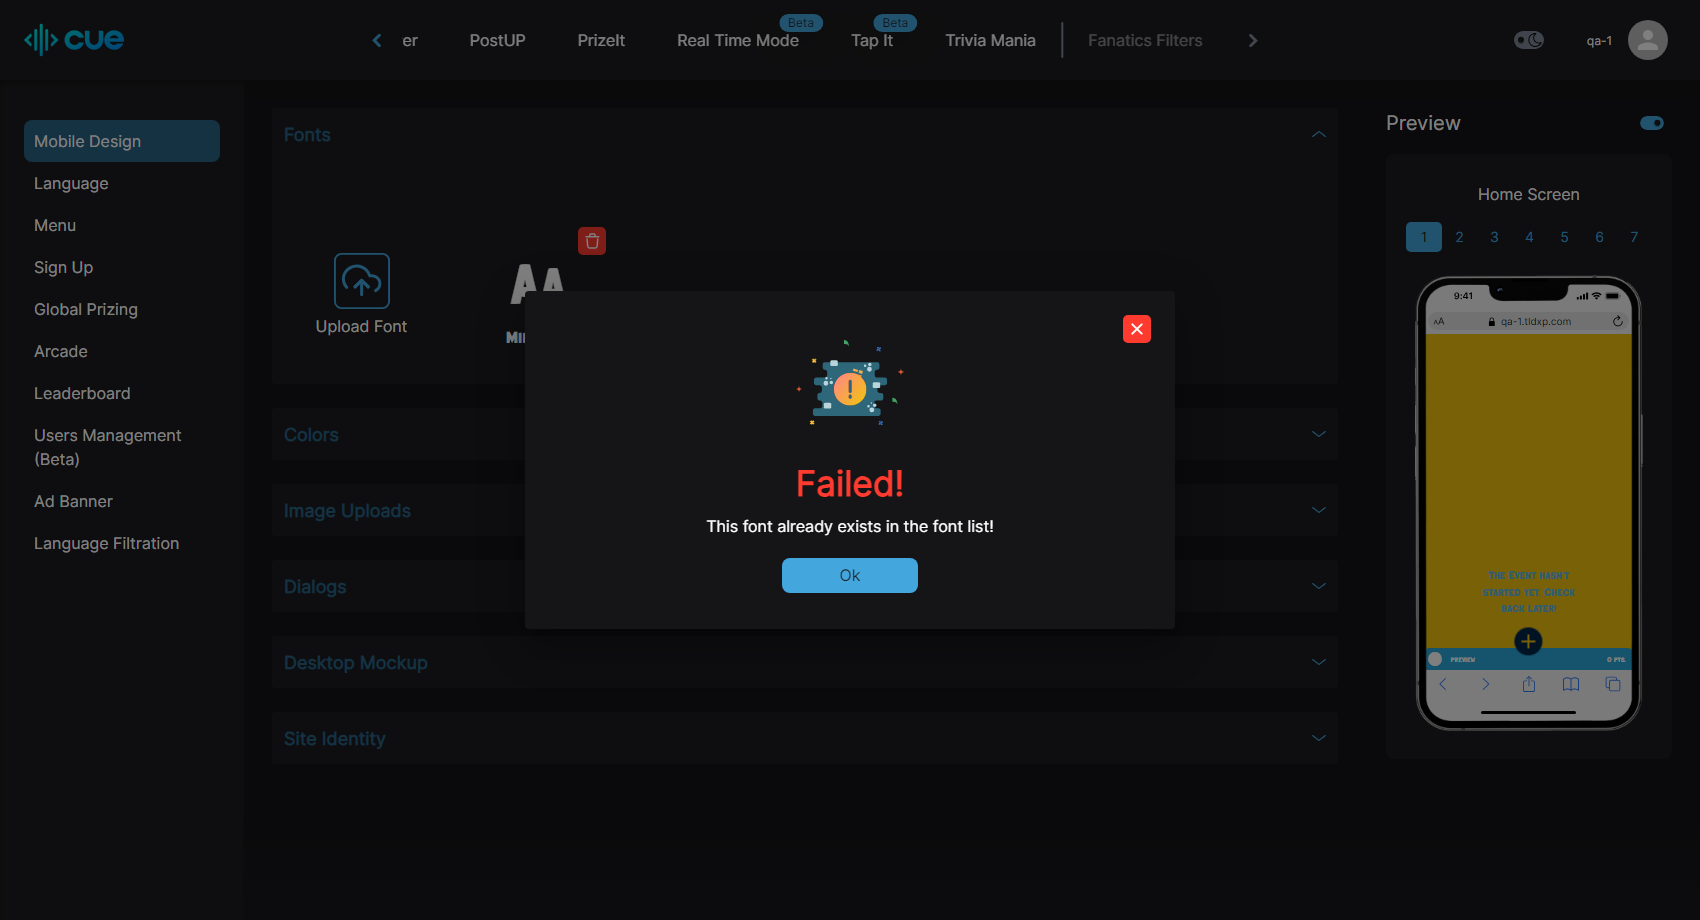 cue
er
PostUP
PrizeIt
Real Time Mode
Beta
Tap It
Beta
Trivia Mania
Fanatics Filters
qa-1
Mobile Design
Language
Menu
Sign Up
Global Prizing
Arcade
Leaderboard
Users Management
(Beta)
Ad Banner
Language Filtration
Fonts
Upload Font
AA
Colors
Image Uploads
Dialogs
Desktop Mockup
Site Identity
Failed!
This font already exists in the font list!
Ok
Preview
Home Screen
1 2 3 4 5 6 7
9:41
AA qa-1.tldxp.com
THE EVENT HASN'T
STARTED YET. CHECK
BACK LATER!
PREVIEW
0 PTS.